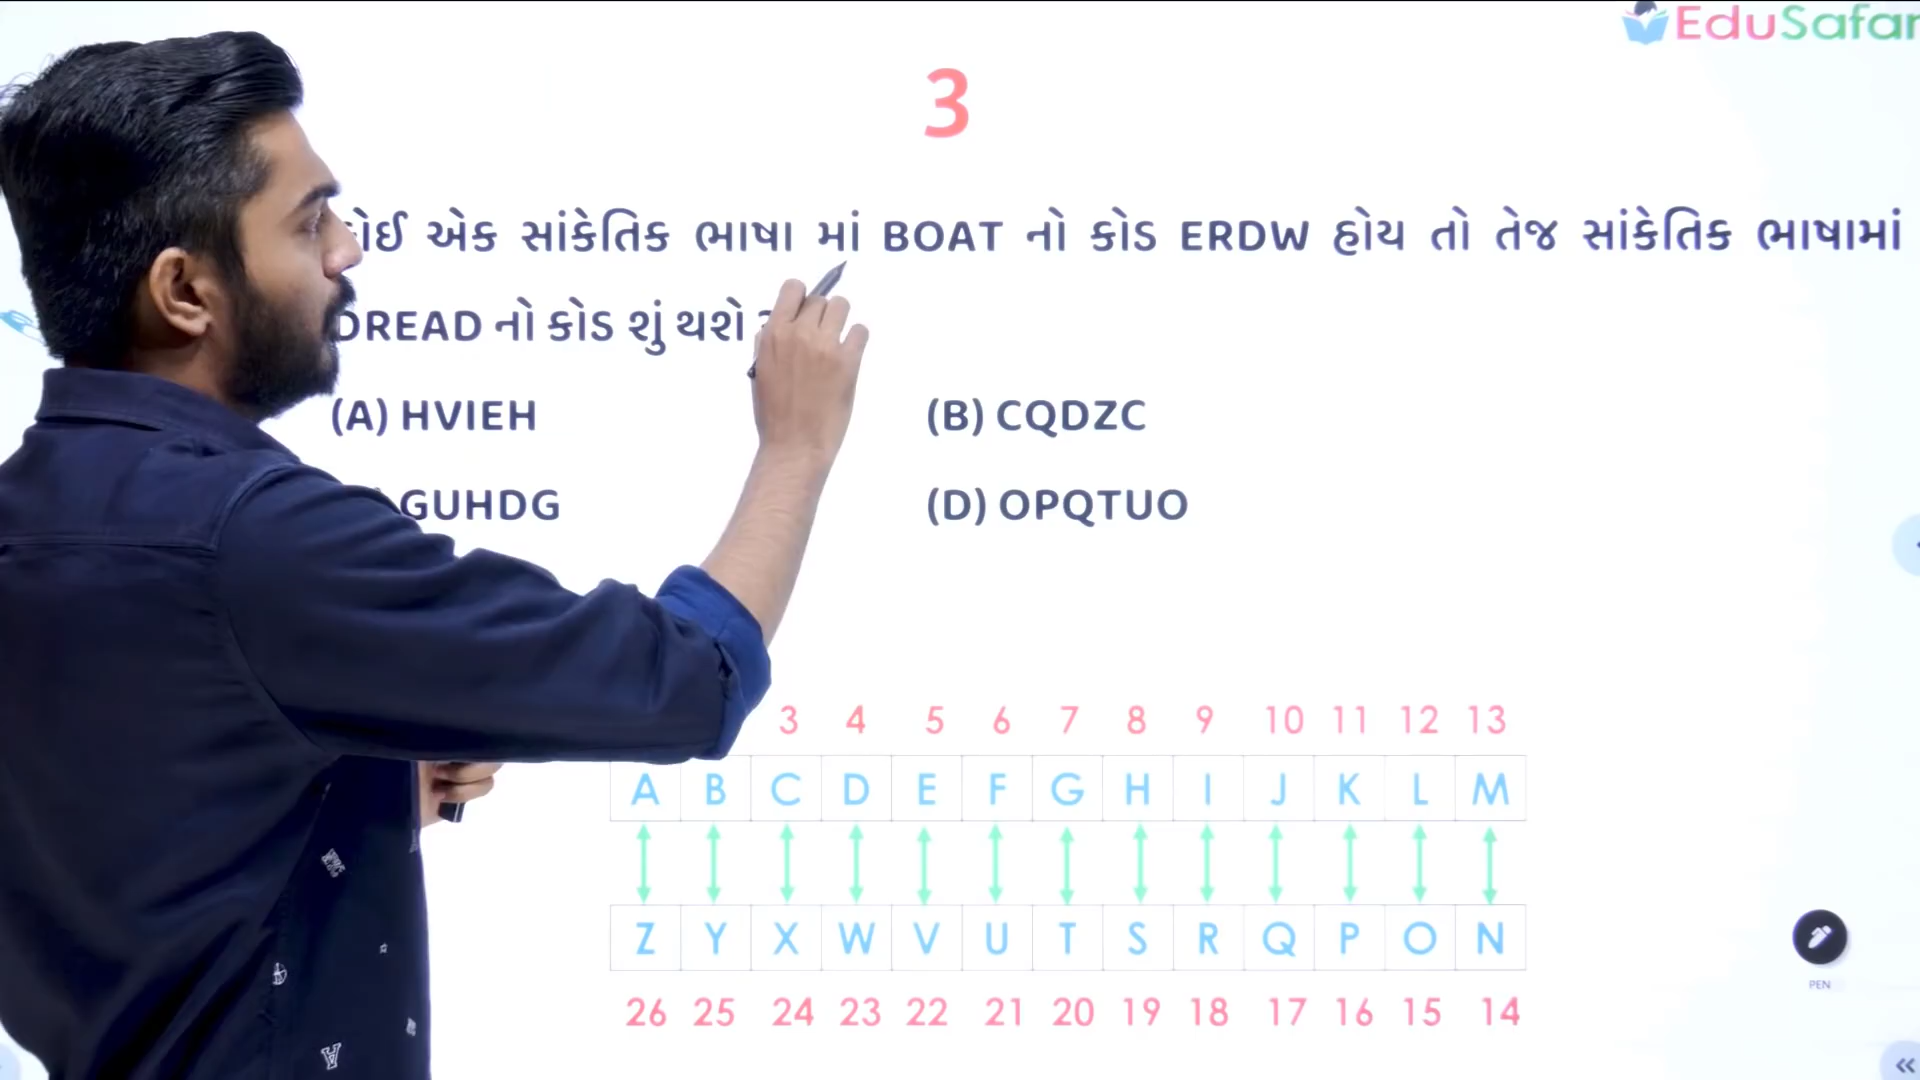 EduSafar
3
એક સાંકેતિક ભાષા માં BOAT નો કોડ ERDW હોય તો તેજ સાંકેતિક ભાષામાં
DREAD નો કોડ શું થશે ?
(A) HVIEH (B) CQDZC
GUHDG (D) OPQTUO
3 4 5 6 7 8 9 10 11 12 13
A B C D E F G H I J K L M
Z Y X W V U T S R Q P O N
26 25 24 23 22 21 20 19 18 17 16 15 14
PEN